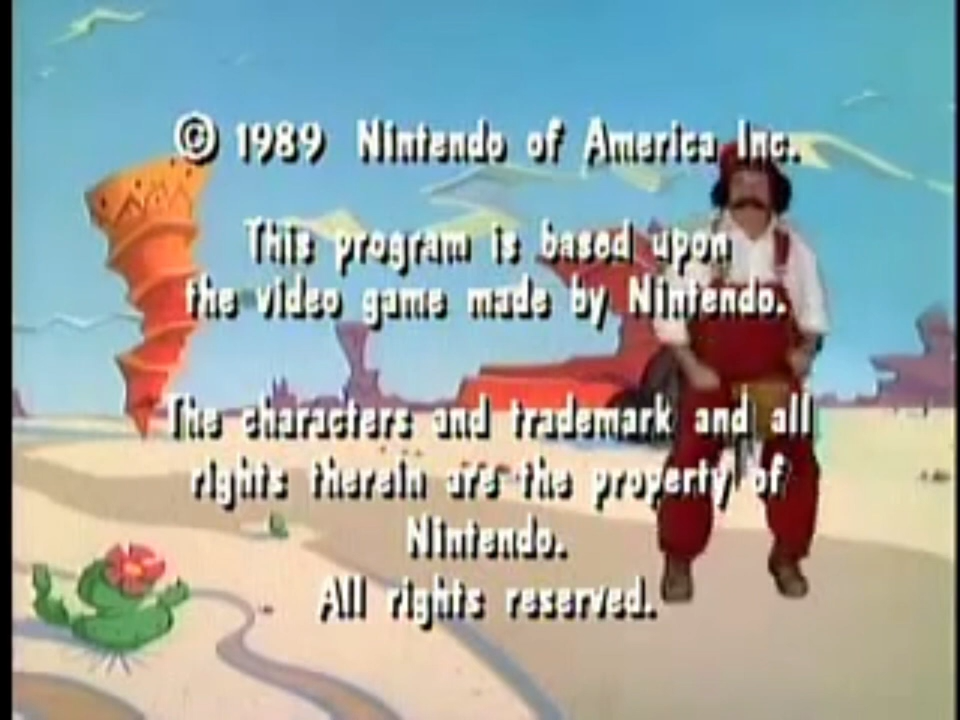 © 1989 Nintendo of America Inc.
This program is based upon
the video game made by Nintendo.
The characters and trademark and all
rights therein are the property of
Nintendo.
All rights reserved.